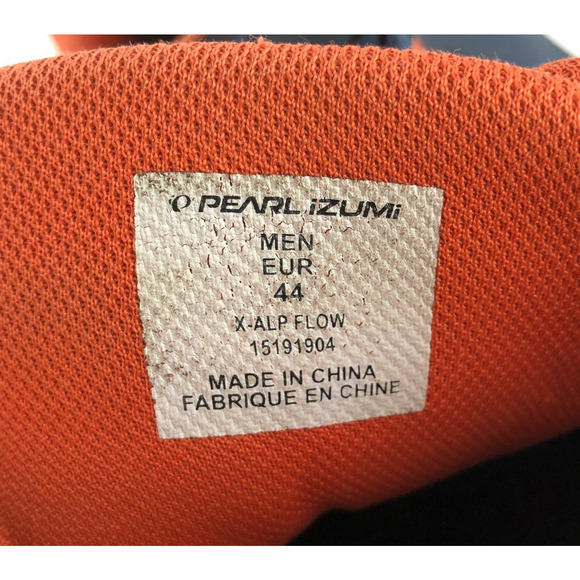 PEARL iZUMi
MEN
EUR
44
X-ALP FLOW
15191904
MADE IN CHINA
FABRIQUE EN CHINE